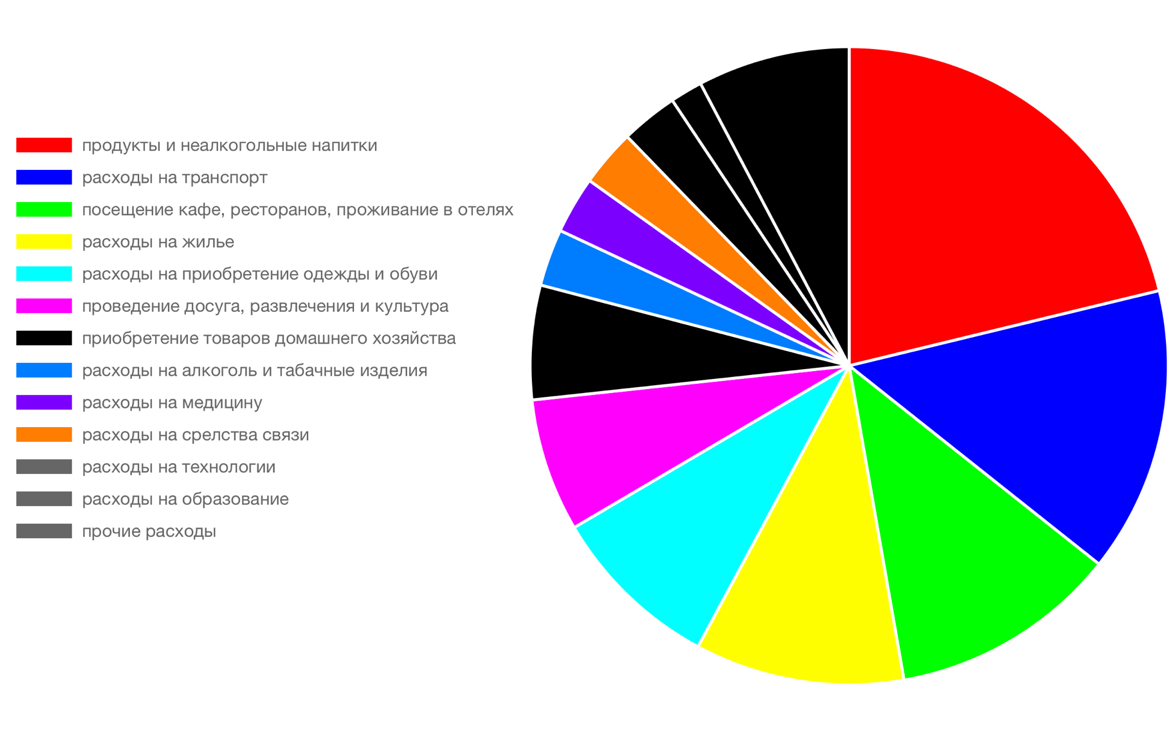 продукты и неалкогольные напитки
расходы на транспорт
посещение кафе, ресторанов, проживание в отелях
расходы на жилье
расходы на приобретение одежды и обуви
проведение досуга, развлечения и культура
приобретение товаров домашнего хозяйства
расходы на алкоголь и табачные изделия
расходы на медицину
расходы на срелства связи
расходы на технологии
расходы на образование
прочие расходы